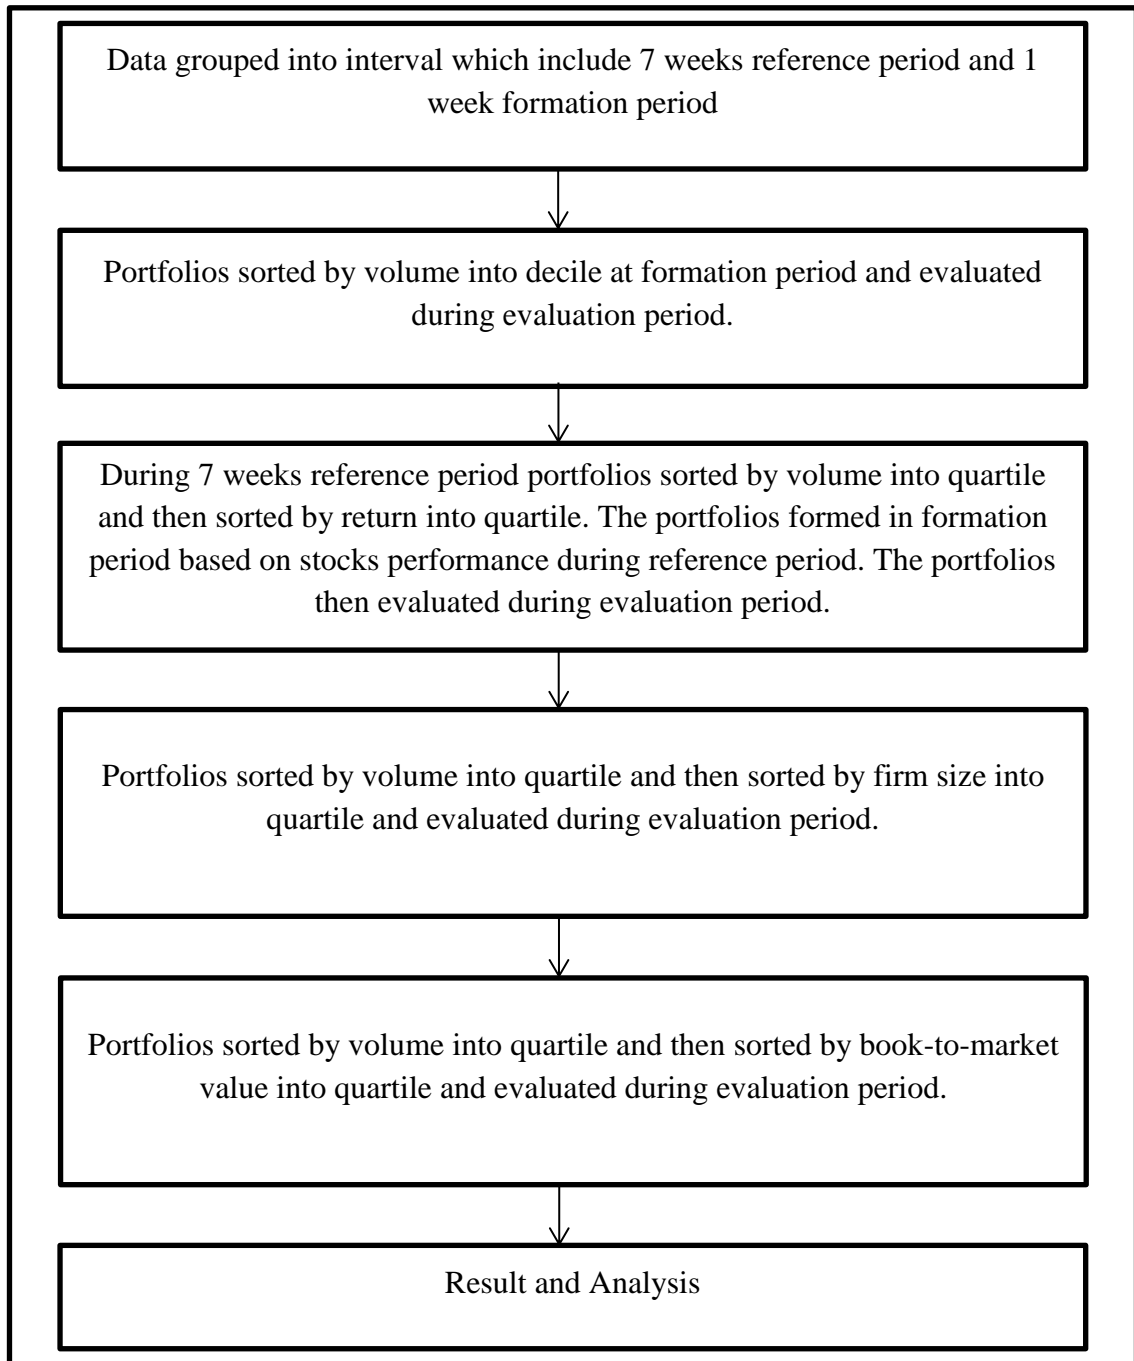 Data grouped into interval which include 7 weeks reference period and 1
week formation period
Portfolios sorted by volume into decile at formation period and evaluated
during evaluation period.
During 7 weeks reference period portfolios sorted by volume into quartile
and then sorted by return into quartile. The portfolios formed in formation
period based on stocks performance during reference period. The portfolios
then evaluated during evaluation period.
Portfolios sorted by volume into quartile and then sorted by firm size into
quartile and evaluated during evaluation period.
Portfolios sorted by volume into quartile and then sorted by book-to-market
value into quartile and evaluated during evaluation period.
Result and Analysis